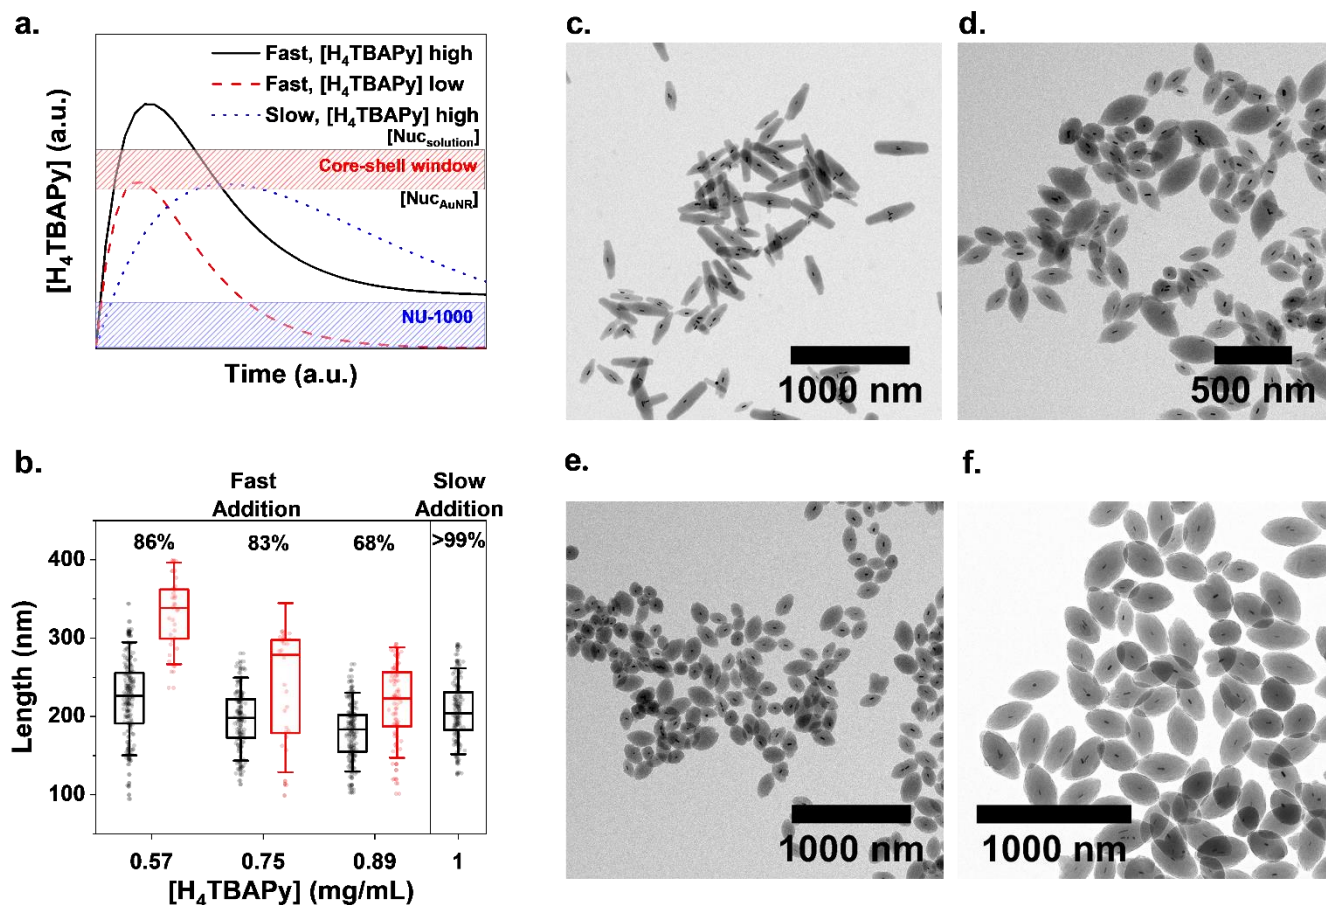 a.
[H₄TBAPy] (a.u.)
Fast, [H₄TBAPy] high
Fast, [H₄TBAPy] low
Slow, [H₄TBAPy] high
[Nucsolution]
Core-shell window
[NucAuNR]
NU-1000
Time (a.u.)
b.
Fast
Addition
Slow
Addition
86%
83%
68%
>99%
Length (nm)
400
300
200
100
0.57
0.75
0.89
1
[H₄TBAPy] (mg/mL)
c.
1000 nm
d.
500 nm
e.
1000 nm
f.
1000 nm